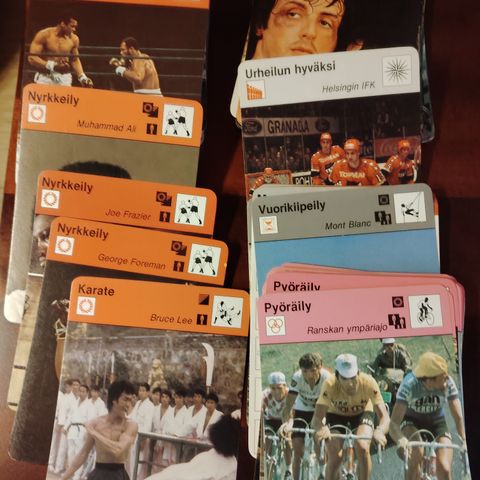 Nyrkkeily
Muhammad Ali
Nyrkkeily
Joe Frazier
Nyrkkeily
George Foreman
Karate
Bruce Lee
Urheilun hyväksi
Helsingin IFK
GRANADA
Vuorikiipeily
Mont Blanc
Pyöräily
Pyöräily
Ranskan ympäriajo